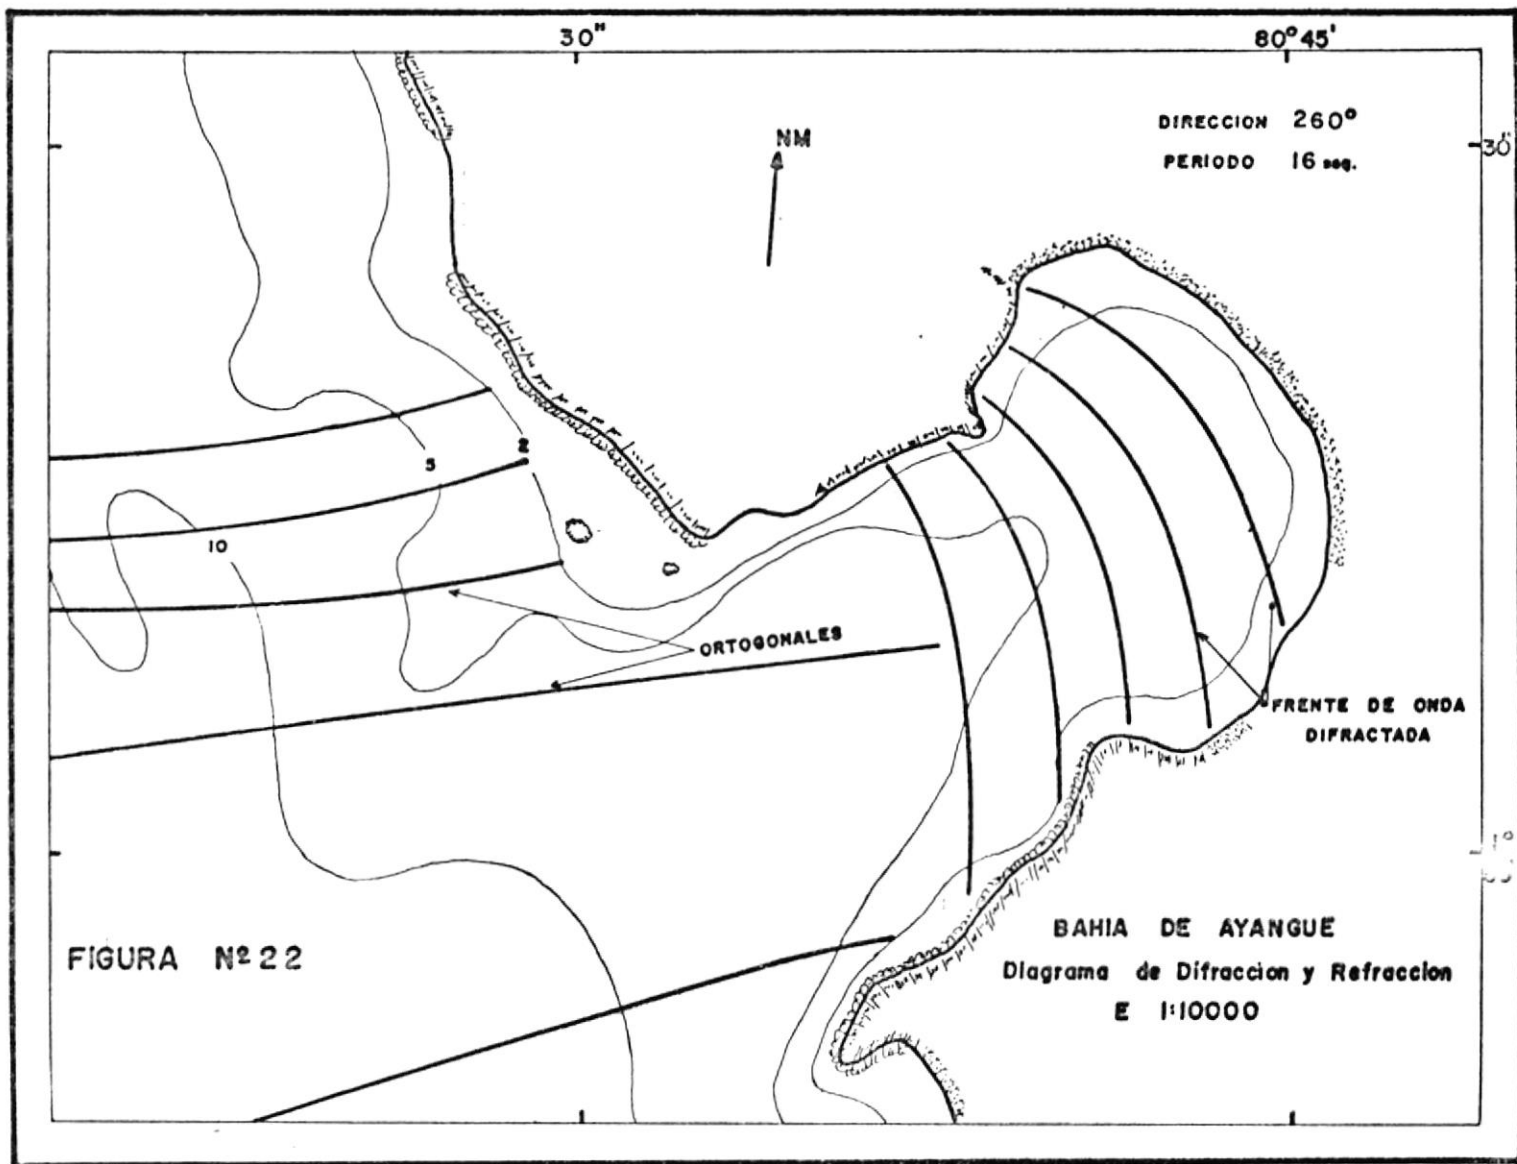 30" 80°45'
DIRECCION 260°
PERIODO 16 seg.
30"
NM
2
5
10
ORTOGONALES
FRENTE DE ONDA
DIFRACTADA
FIGURA Nº 22
BAHIA DE AYANGUE
Diagrama de Difraccion y Refraccion
E 1:10000